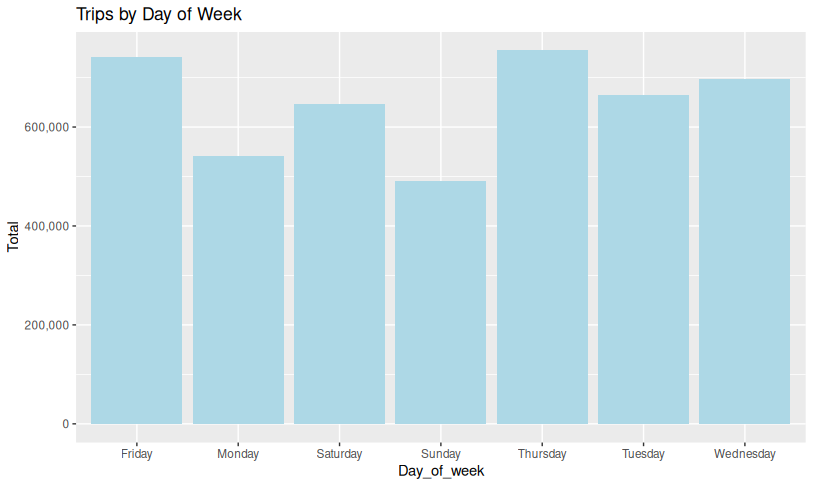 Trips by Day of Week
Total
600,000
400,000
200,000
0
Friday Monday Saturday Sunday Thursday Tuesday Wednesday
Day_of_week